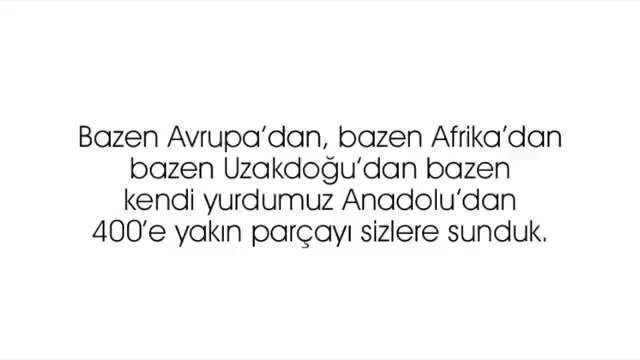 Bazen Avrupa’dan, bazen Afrika’dan
bazen Uzakdoğu’dan bazen
kendi yurdumuz Anadolu’dan
400’e yakın parçayı sizlere sunduk.